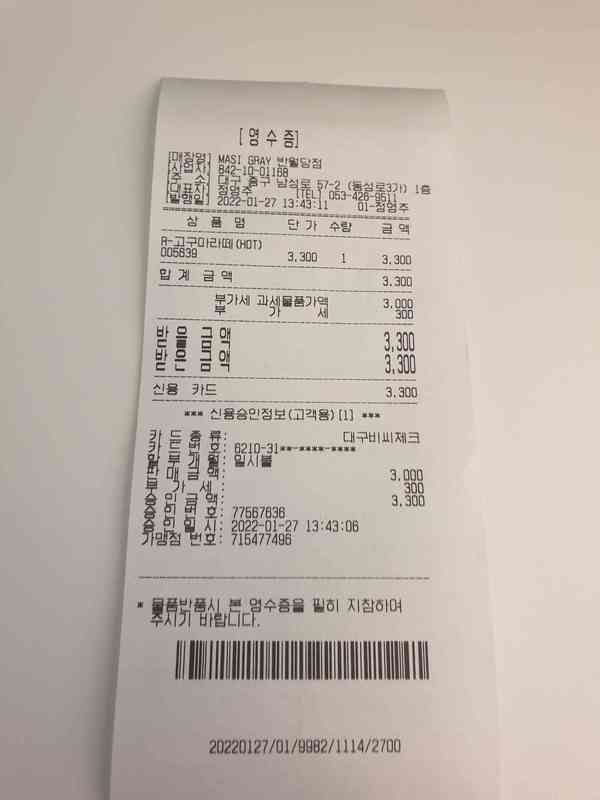 [영수증]
[매장명] MASI GRAY 반월당점
[사업자] 842-10-01168
[주 소] 대구 중구 남성로 57-2 (동성로3가) 1층
[대표자] 정영주 [TEL] 053-426-9511
[발행일] 2022-01-27 13:43:11 01-정영주
상 품 명 단 가 수량 금 액
A-고구마라떼(HOT)
005639 3,300 1 3,300
합 계 금 액 3,300
부가세 과세물품가액 3,000
부 가 세 300
받 을 금 액 3,300
받 은 금 액 3,300
신용 카드 3,300
*** 신용승인정보(고객용)[1] ***
카 드 종 류: 대구비씨체크
카 드 번 호: 6210-31**-****-****
할 부 개 월: 일시불
판 매 금 액: 3,000
부 가 세 : 300
승 인 금 액: 3,300
승 인 번 호: 77567636
승 인 일 시: 2022-01-27 13:43:06
가맹점 번호: 715477496
* 물품반품시 본 영수증을 필히 지참하여
주시기 바랍니다.
20220127/01/9982/1114/2700